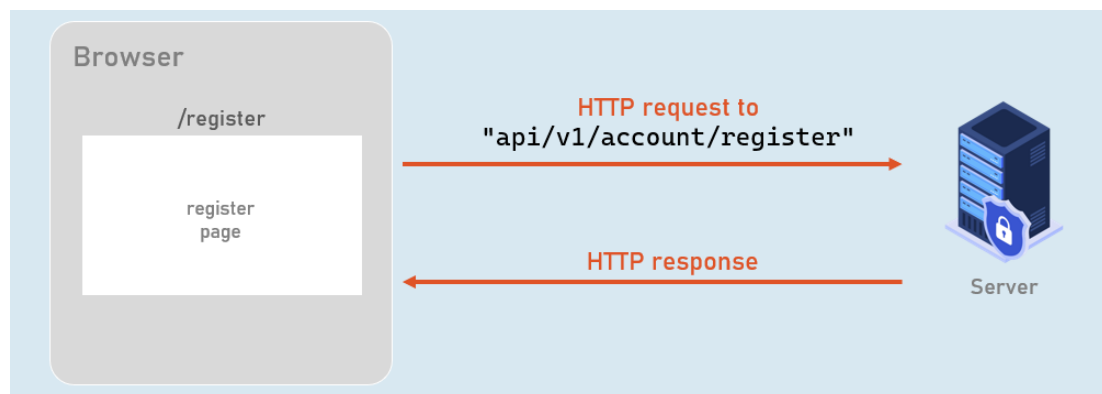 Browser
/register
register
page
HTTP request to
"api/v1/account/register"
HTTP response
Server